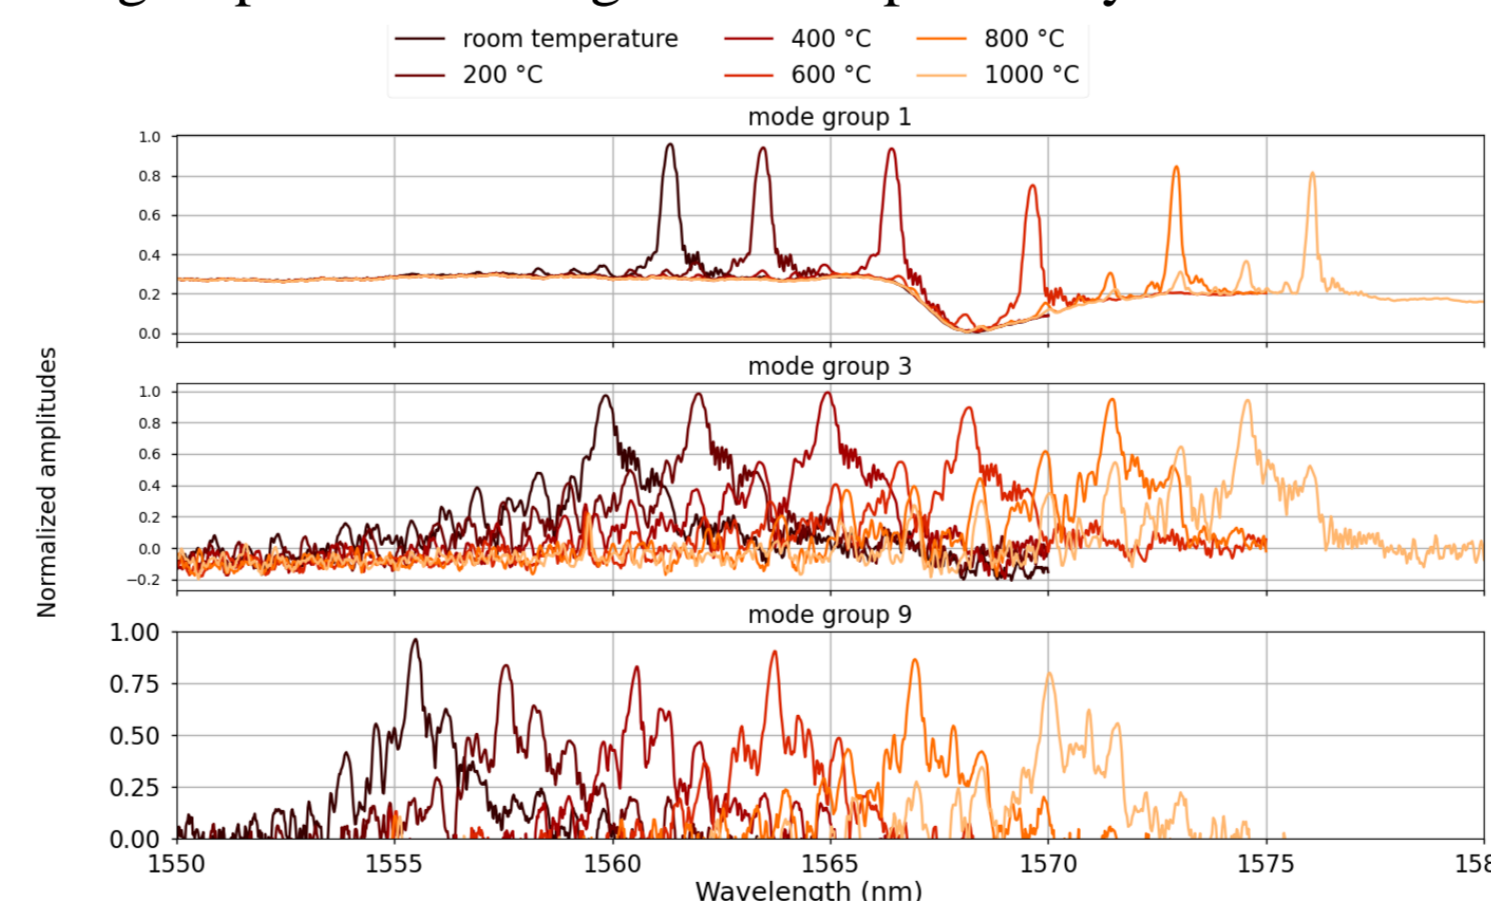 room temperature 400 °C 800 °C
200 °C 600 °C 1000 °C
mode group 1
1.0
0.8
0.6
0.4
0.2
0.0
mode group 3
1.0
0.8
0.6
0.4
0.2
0.0
−0.2
Normalized amplitudes
mode group 9
1.00
0.75
0.50
0.25
0.00
1550 1555 1560 1565 1570 1575 158
Wavelength (nm)